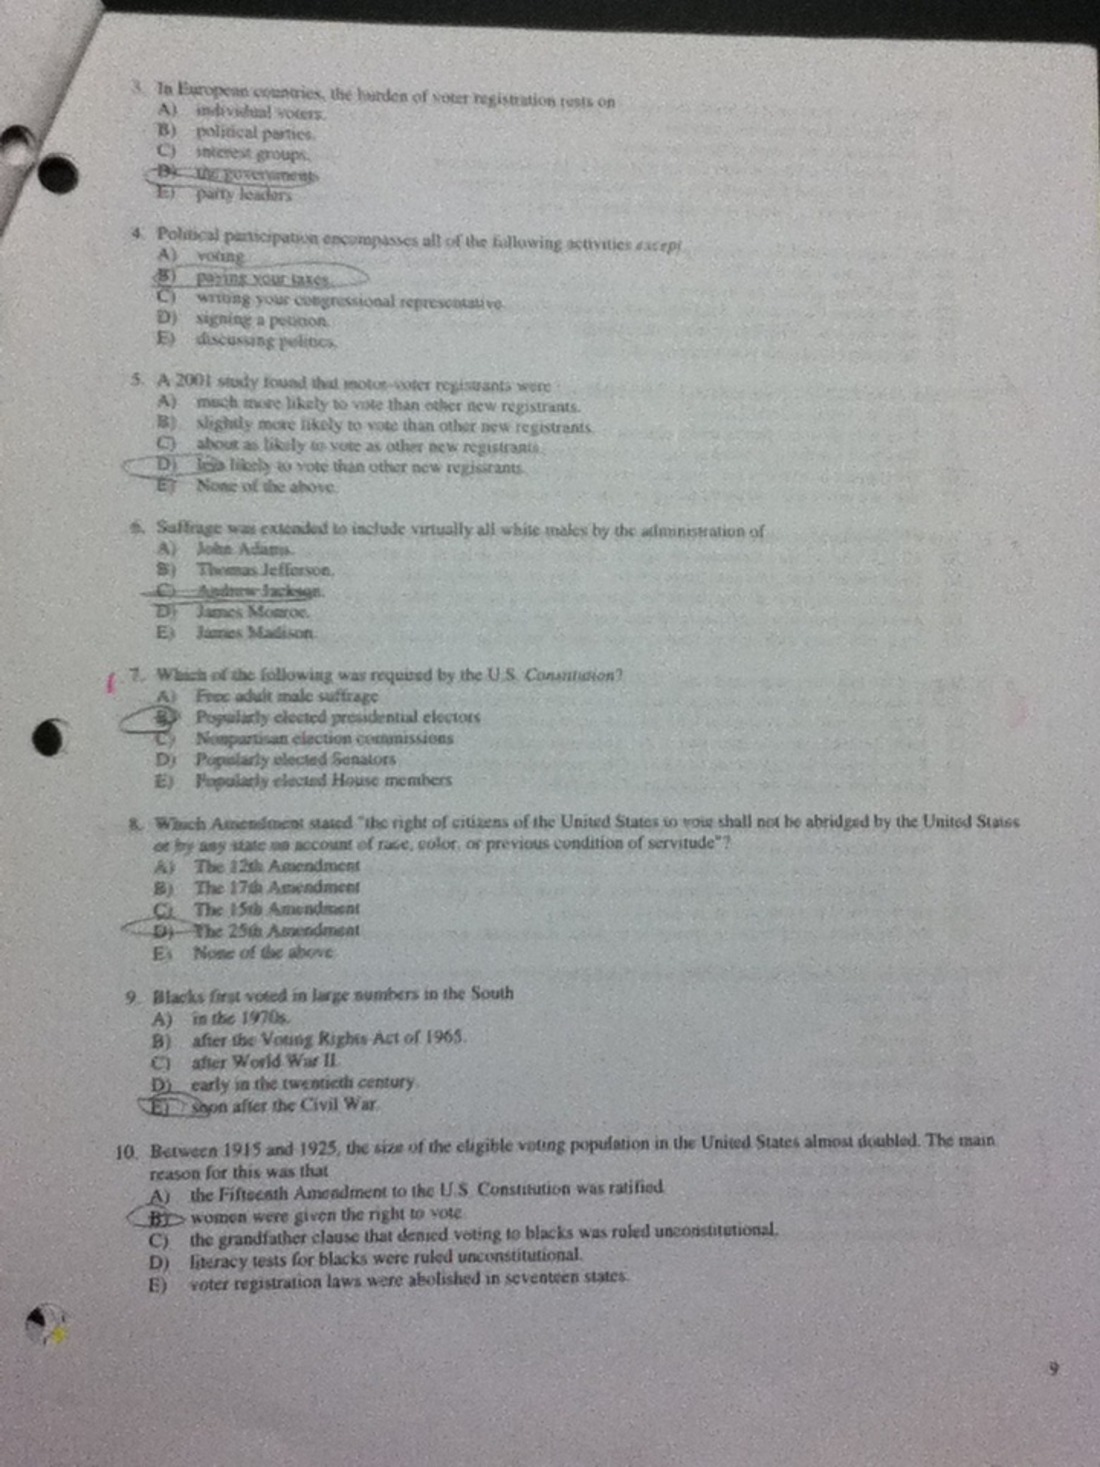 3. In European countries, the burden of voter registration rests on
A) individual voters.
B) political parties.
C) interest groups.
D) the government.
E) party leaders
4. Political participation encompasses all of the following activities except
A) voting
B) paying your taxes.
C) writing your congressional representative.
D) signing a petition.
E) discussing politics.
5. A 2001 study found that motor-voter registrants were
A) much more likely to vote than other new registrants.
B) slightly more likely to vote than other new registrants.
C) about as likely to vote as other new registrants.
D) less likely to vote than other new registrants.
E) None of the above.
6. Suffrage was extended to include virtually all white males by the administration of
A) John Adams.
B) Thomas Jefferson.
C) Andrew Jackson.
D) James Monroe.
E) James Madison.
7. Which of the following was required by the U.S. Constitution?
A) Free adult male suffrage
B) Popularly elected presidential electors
C) Nonpartisan election commissions
D) Popularly elected Senators
E) Popularly elected House members
8. Which Amendment stated "the right of citizens of the United States to vote shall not be abridged by the United States
or by any state on account of race, color, or previous condition of servitude"?
A) The 12th Amendment
B) The 17th Amendment
C) The 15th Amendment
D) The 25th Amendment
E) None of the above
9. Blacks first voted in large numbers in the South
A) in the 1970s.
B) after the Voting Rights Act of 1965.
C) after World War II.
D) early in the twentieth century.
E) soon after the Civil War.
10. Between 1915 and 1925, the size of the eligible voting population in the United States almost doubled. The main
reason for this was that
A) the Fifteenth Amendment to the U.S. Constitution was ratified.
B) women were given the right to vote.
C) the grandfather clause that denied voting to blacks was ruled unconstitutional.
D) literacy tests for blacks were ruled unconstitutional.
E) voter registration laws were abolished in seventeen states.
9